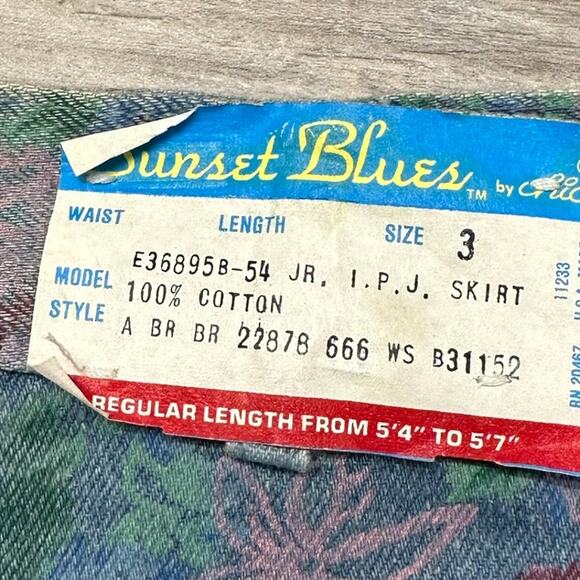 Sunset Blues TM by
WAIST LENGTH SIZE 3
E36895B-54 JR. I.P.J. SKIRT
MODEL 100% COTTON
STYLE A BR BR 22878 666 WS B31152
REGULAR LENGTH FROM 5'4" TO 5'7"
11233
RN 20467